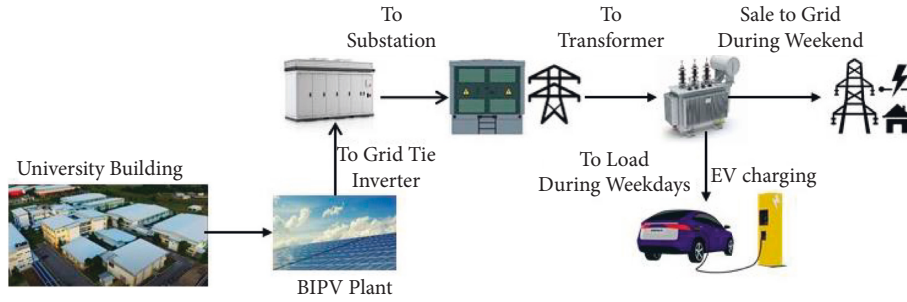 To
Substation
To
Transformer
Sale to Grid
During Weekend
University Building
To Grid Tie
Inverter
To Load
During Weekdays
EV charging
BIPV Plant